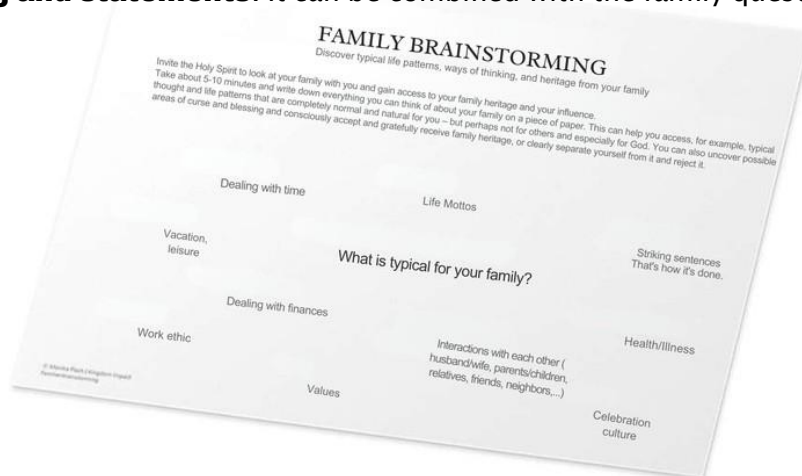 and statements. It can be combined with the family
FAMILY BRAINSTORMING
Discover typical life patterns, ways of thinking, and heritage from your family
Invite the Holy Spirit to look at your family with you and gain access to your family heritage and your influence.
Take about 5-10 minutes and write down everything you can think of about your family on a piece of paper. This can help you access, for example, typical
thought and life patterns that are completely normal and natural for you – but perhaps not for others and especially for God. You can also uncover possible
areas of curse and blessing and consciously accept and gratefully receive family heritage, or clearly separate yourself from it and reject it.
Dealing with time
Life Mottos
Vacation,
leisure
What is typical for your family?
Striking sentences
That's how it's done.
Dealing with finances
Work ethic
Interactions with each other (
husband/wife, parents/children,
relatives, friends, neighbors,...)
Health/Illness
Values
Celebration
culture